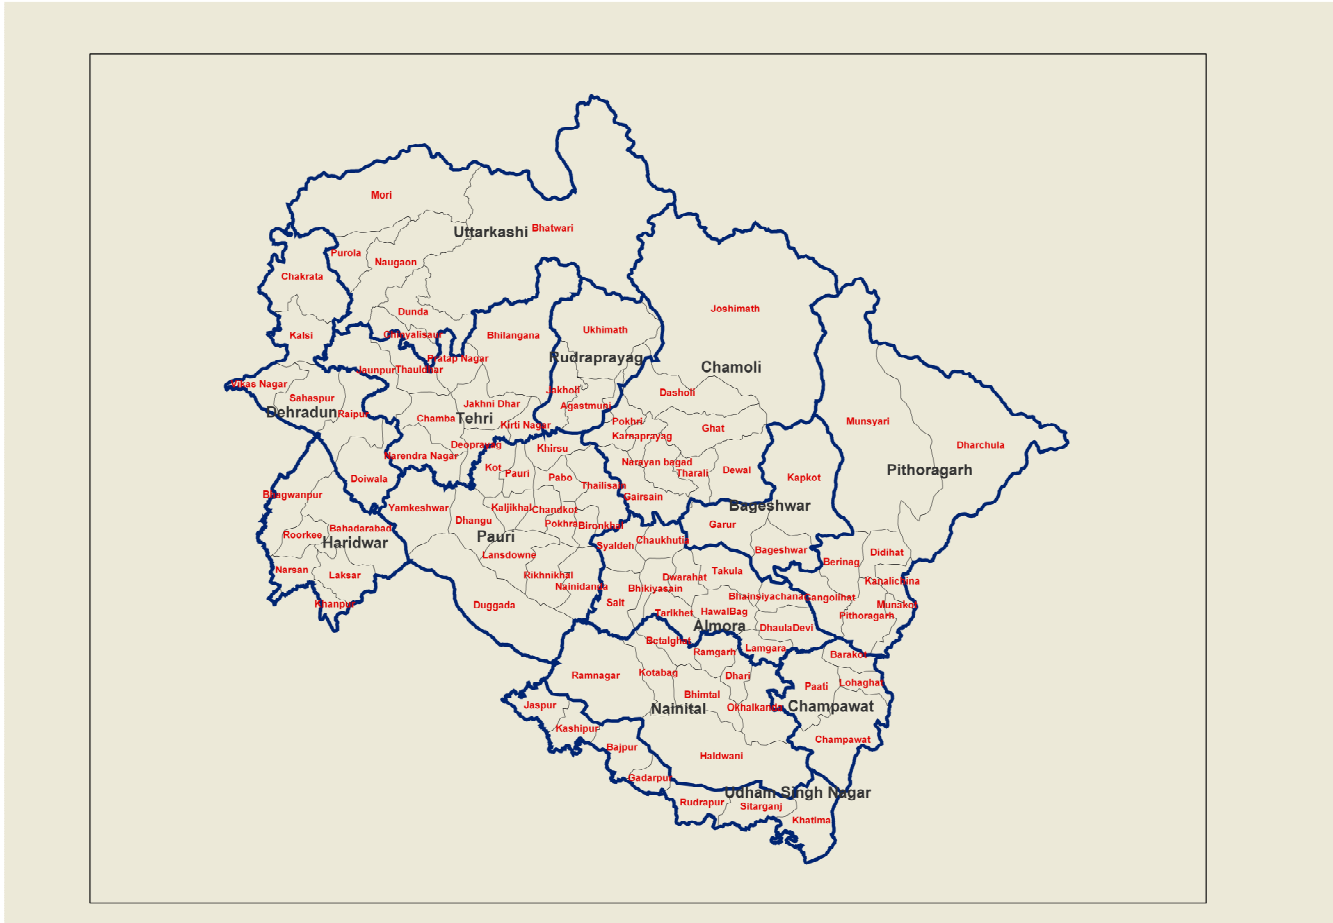 Mori
Bhatwari
Uttarkashi
Purola
Naugaon
Chakrata
Joshimath
Dunda
Chinyalisaur
Kalsi
Bhilangana
Ukhimath
Pratap Nagar
Rudraprayag
Jaunpur
Thauldhar
Chamoli
Vikas Nagar
Sahaspur
Jakholi
Dasholi
Dehradun
Raipur
Jakhni Dhar
Agastmuni
Chamba
Tehri
Kirti Nagar
Pokhri
Ghat
Munsyari
Karnaprayag
Dharchula
Narendra Nagar
Deoprayag
Khirsu
Narayan bagad
Tharali
Dewal
Pithoragarh
Kot
Pauri
Pabo
Thailisain
Kapkot
Doiwala
Bhagwanpur
Gairsain
Yamkeshwar
Kaljikhal
Chandkot
Bageshwar
Dhangu
Pokhra
Bironkhal
Garur
Bahadarabad
Roorkee
Haridwar
Pauri
Syaldeh
Chaukhutia
Bageshwar
Berinag
Didihat
Lansdowne
Narsan
Laksar
Rikhnikhal
Nainidanga
Dwarahat
Takula
Kanalichina
Bhikiyasain
Bhainsiyachana
Gangolihat
Khanpur
Duggada
Salt
Tarikhet
HawalBag
Munakot
Pithoragarh
Almora
DhaulaDevi
Betalghat
Ramgarh
Lamgara
Barakot
Ramnagar
Kotabag
Dhari
Paati
Lohaghat
Bhimtal
Jaspur
Nainital
Okhalkanda
Champawat
Kashipur
Bajpur
Haldwani
Champawat
Gadarpur
Udham Singh Nagar
Rudrapur
Sitarganj
Khatima